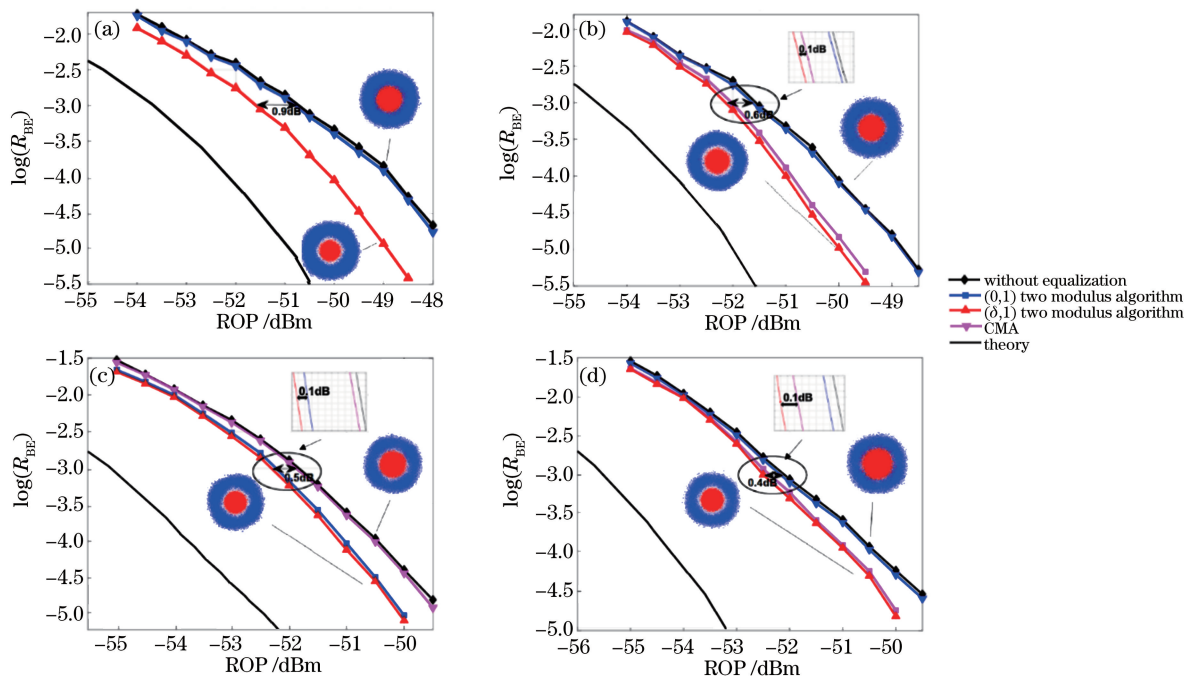 (a)
−2.0
−2.5
−3.0
−3.5
−4.0
−4.5
−5.0
−5.5
log(R_BE)
0.9dB
−55 −54 −53 −52 −51 −50 −49 −48
ROP /dBm
(b)
−2.0
−2.5
−3.0
−3.5
−4.0
−4.5
−5.0
−5.5
log(R_BE)
0.1dB
0.6dB
−55 −54 −53 −52 −51 −50 −49
ROP /dBm
without equalization
(0,1) two modulus algorithm
(δ,1) two modulus algorithm
CMA
theory
(c)
−1.5
−2.0
−2.5
−3.0
−3.5
−4.0
−4.5
−5.0
log(R_BE)
0.1dB
0.5dB
−55 −54 −53 −52 −51 −50
ROP /dBm
(d)
−1.5
−2.0
−2.5
−3.0
−3.5
−4.0
−4.5
−5.0
log(R_BE)
0.1dB
0.4dB
−56 −55 −54 −53 −52 −51 −50
ROP /dBm